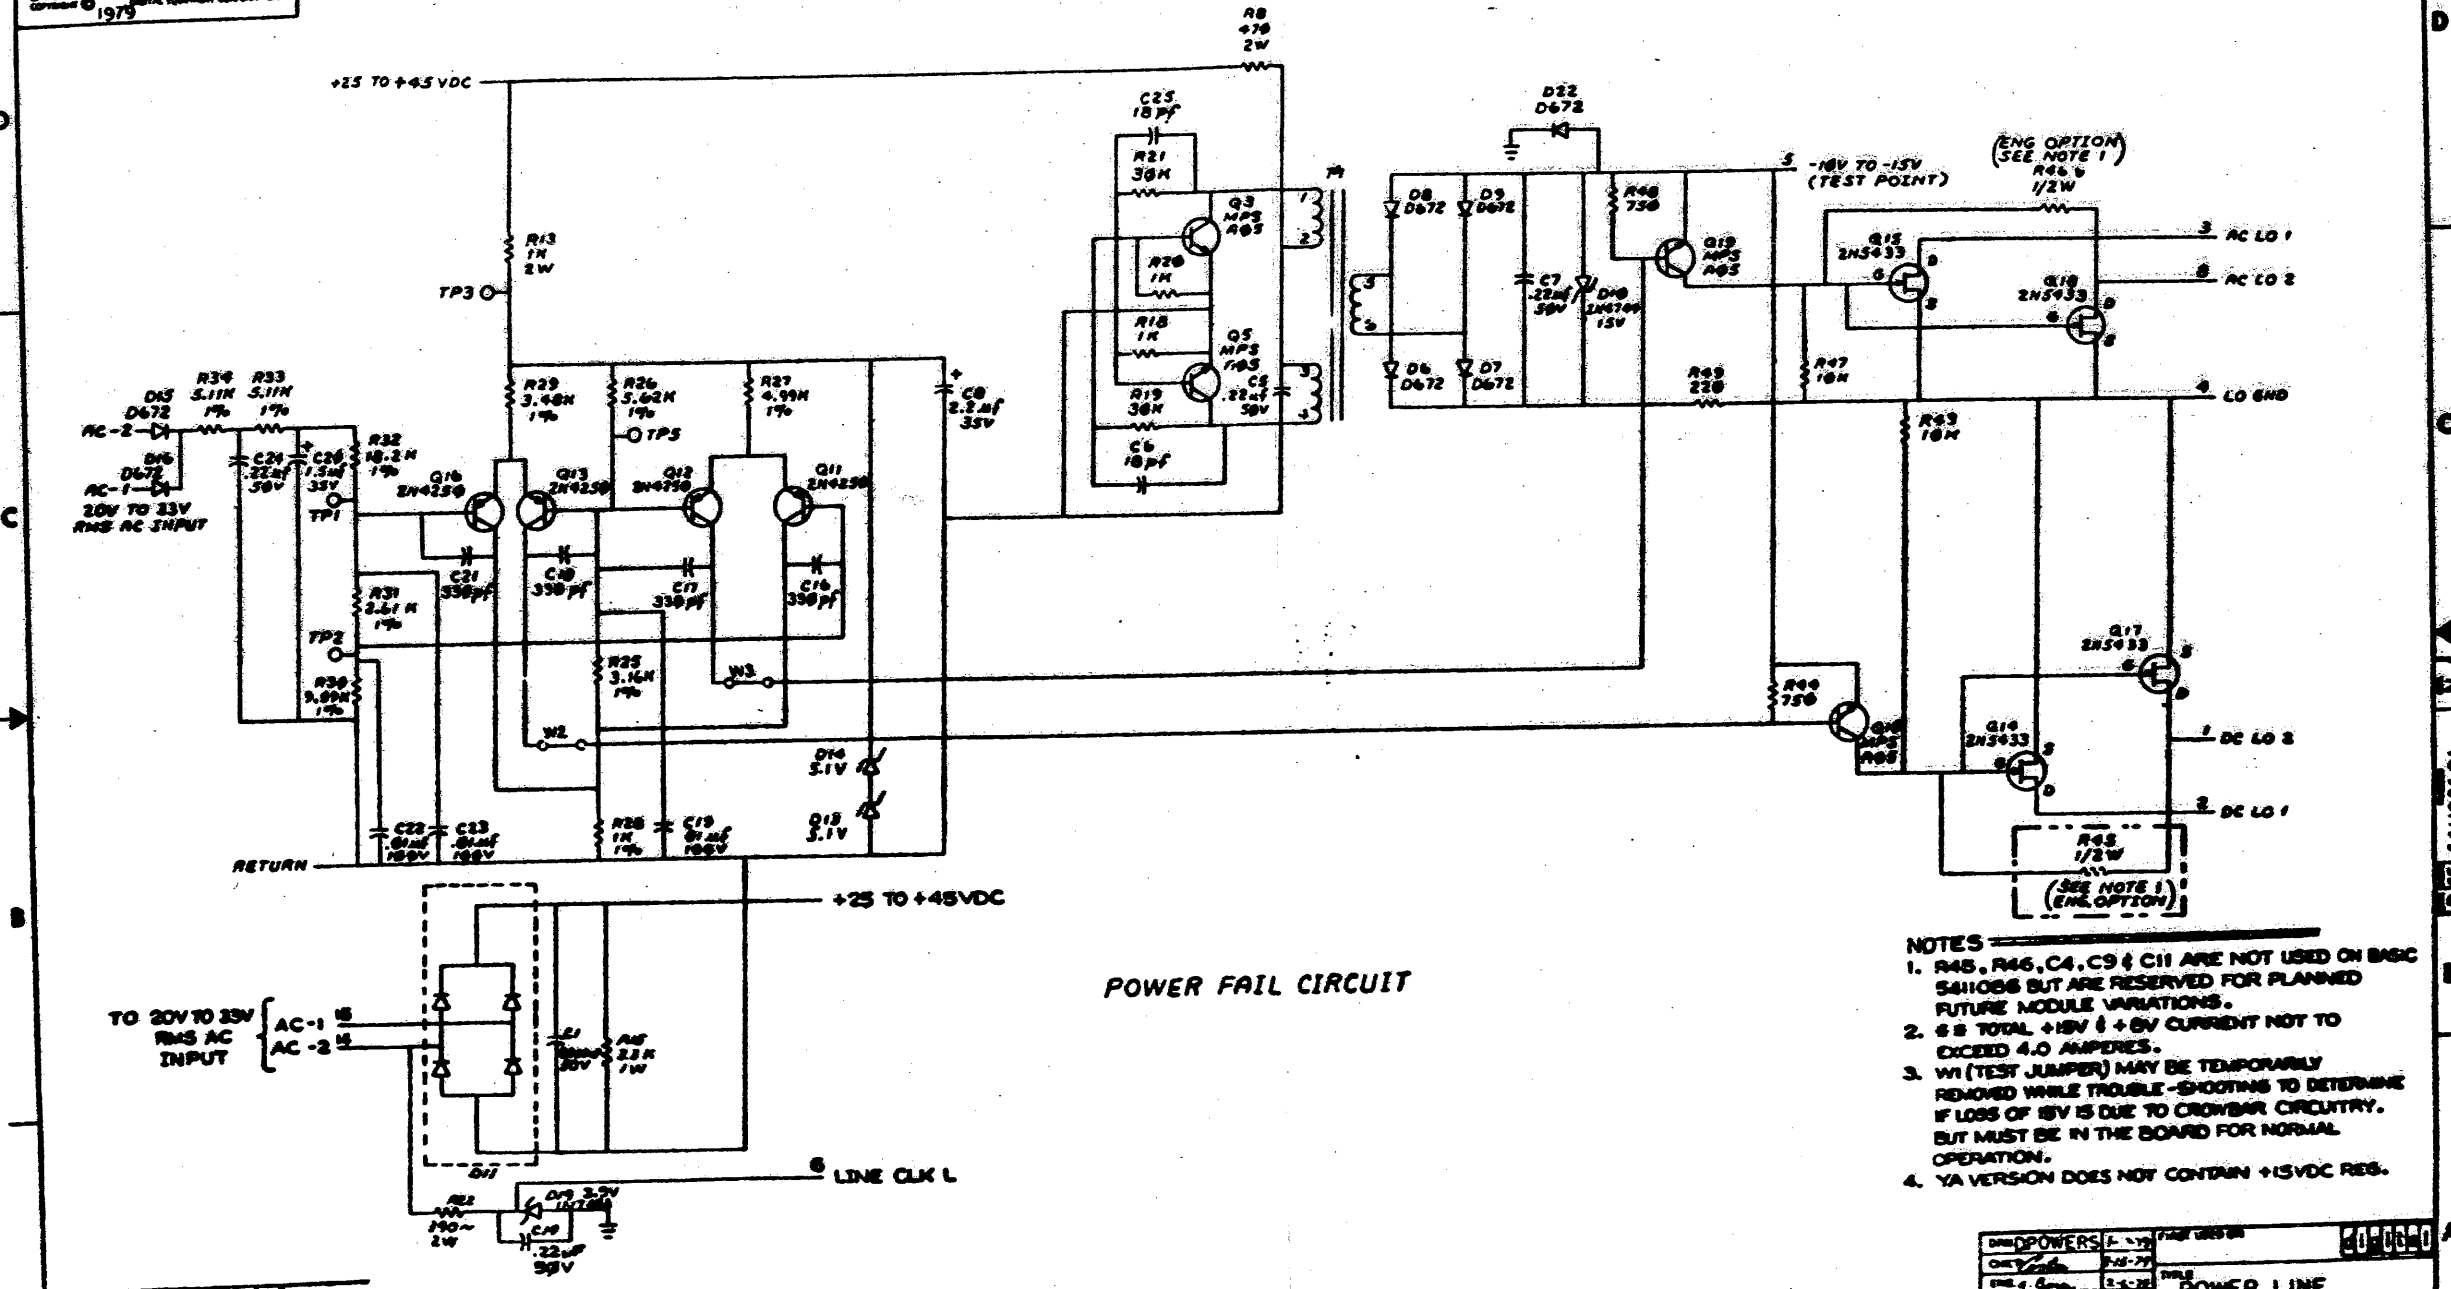 1979
D
R8
470
2W
+25 TO +45 VDC
C25
18pf
R21
30K
D22
D672
5
-10V TO -15V
(TEST POINT)
(ENG OPTION)
(SEE NOTE 1)
R46
1/2W
R13
1K
2W
TP3
Q3
MPS
A05
R20
1K
R18
1K
Q5
MPS
A05
R19
30K
C6
18pf
C5
.22uf
50V
1
2
3
4
D8
D672
D9
D672
D6
D672
D7
D672
C7
.22uf
50V
D10
15V
R48
750
Q19
MPS
A05
Q15
2N5433
G
D
S
Q18
2N5433
G
D
S
3 AC LO 1
8 AC LO 2
R47
10K
R49
220
4 LO GND
R43
10K
D15
D672
AC-2
D16
D672
AC-1
20V TO 33V
RMS AC INPUT
R34
5.11K
1%
R33
5.11K
1%
C24
.22uf
50V
C20
1.5uf
35V
R32
18.2K
1%
TP1
R29
3.48K
1%
R26
5.62K
1%
TP5
R27
4.99K
1%
C8
2.2uf
35V
Q16
2N4250
Q13
2N4250
Q12
2N4250
Q11
2N4250
C21
330pf
C18
330pf
C17
330pf
C16
330pf
R31
2.61K
1%
TP2
R30
1%
R25
3.16K
1%
W3
W2
D14
5.1V
D13
5.1V
C22
.01uf
100V
C23
.01uf
100V
R28
1K
1%
C19
.01uf
100V
RETURN
R44
750
MPS
A05
Q14
2N5433
G
S
D
Q17
2N5433
G
S
D
1 DC LO 2
2 DC LO 1
R45
1/2W
(SEE NOTE 1)
(ENG. OPTION)
+25 TO +45VDC
TO 20V TO 33V
RMS AC
INPUT
AC-1
AC-2
C1
50V
1W
D11
6 LINE CLK L
R22
2W
D19 3.9V
.22uf
50V
POWER FAIL CIRCUIT
C
B
NOTES
1. R45, R46, C4, C9 & C11 ARE NOT USED ON BASIC
5411086 BUT ARE RESERVED FOR PLANNED
FUTURE MODULE VARIATIONS.
2. TOTAL +15V & +5V CURRENT NOT TO
EXCEED 4.0 AMPERES.
3. W1 (TEST JUMPER) MAY BE TEMPORARILY
REMOVED WHILE TROUBLE-SHOOTING TO DETERMINE
IF LOSS OF 15V IS DUE TO CROWBAR CIRCUITRY.
BUT MUST BE IN THE BOARD FOR NORMAL
OPERATION.
4. YA VERSION DOES NOT CONTAIN +15VDC REG.
DPOWERS
digital
TITLE
POWER LINE